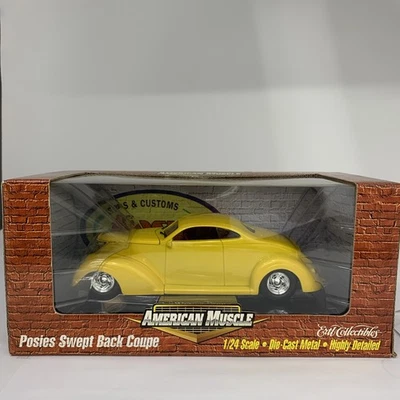 S & CUSTOMS
AMERICAN MUSCLE
Posies Swept Back Coupe
Ertl Collectibles
1/24 Scale • Die-Cast Metal • Highly Detailed